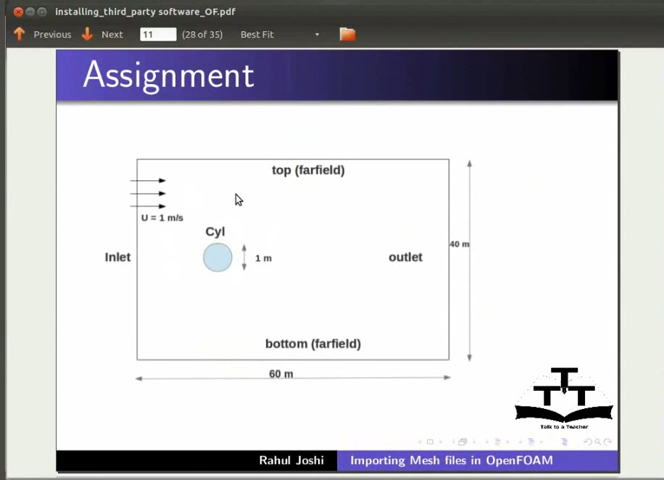 installing_third_party software_OF.pdf
Previous Next 11 (28 of 35) Best Fit
Assignment
top (farfield)
U = 1 m/s
Cyl
40 m
Inlet
1 m
outlet
bottom (farfield)
60 m
T T T
Talk to a Teacher
Rahul Joshi Importing Mesh files in OpenFOAM